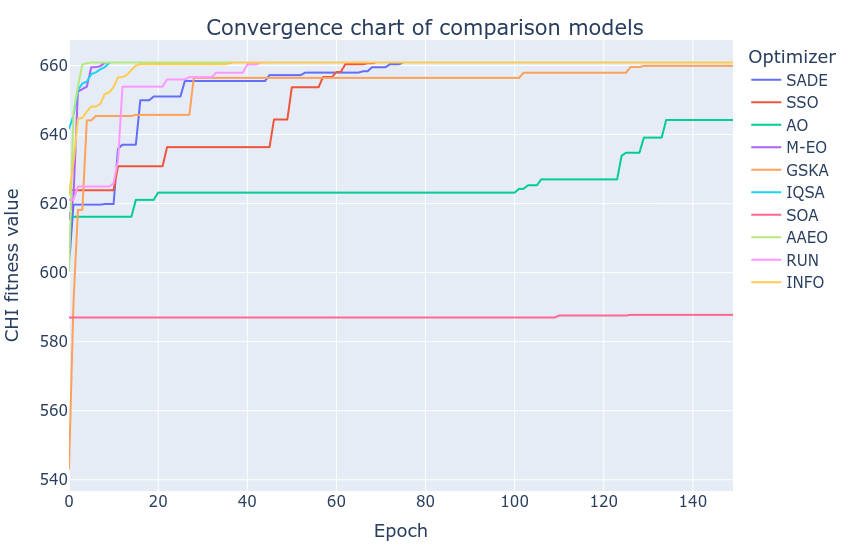 Convergence chart of comparison models
CHI fitness value
660
640
620
600
580
560
540
0 20 40 60 80 100 120 140
Epoch
Optimizer
SADE
SSO
AO
M-EO
GSKA
IQSA
SOA
AAEO
RUN
INFO